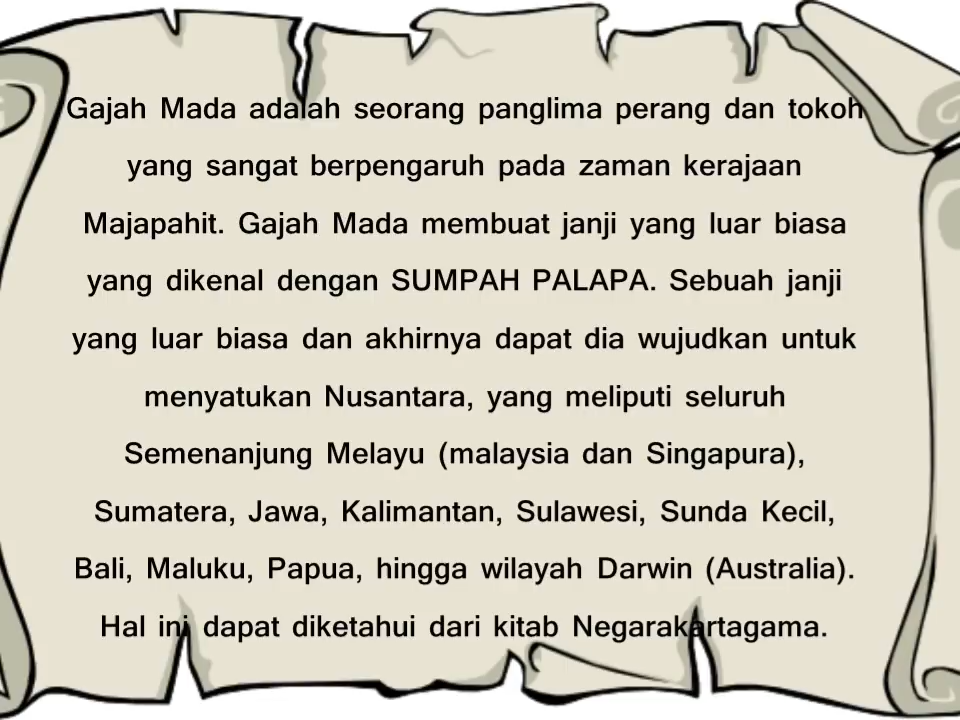 Gajah Mada adalah seorang panglima perang dan tokoh
yang sangat berpengaruh pada zaman kerajaan
Majapahit. Gajah Mada membuat janji yang luar biasa
yang dikenal dengan SUMPAH PALAPA. Sebuah janji
yang luar biasa dan akhirnya dapat dia wujudkan untuk
menyatukan Nusantara, yang meliputi seluruh
Semenanjung Melayu (malaysia dan Singapura),
Sumatera, Jawa, Kalimantan, Sulawesi, Sunda Kecil,
Bali, Maluku, Papua, hingga wilayah Darwin (Australia).
Hal ini dapat diketahui dari kitab Negarakartagama.